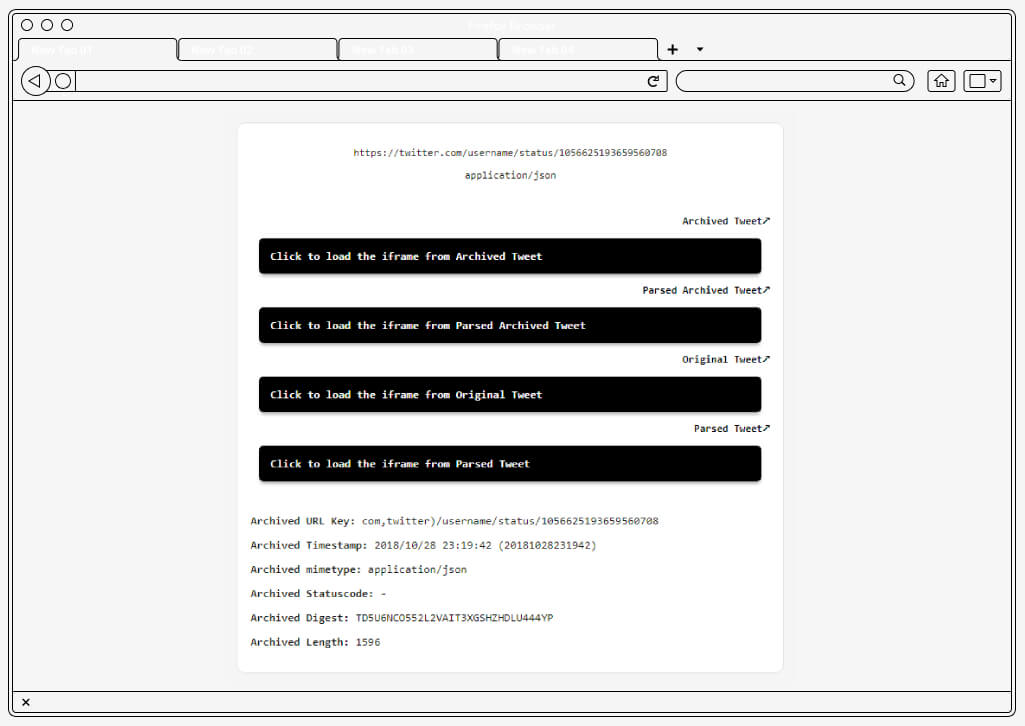 Firefox Browser
New Tab 01
New Tab 02
New Tab 03
New Tab 04
https://twitter.com/username/status/1056625193659560708
application/json
Archived Tweet↗
Click to load the iframe from Archived Tweet
Parsed Archived Tweet↗
Click to load the iframe from Parsed Archived Tweet
Original Tweet↗
Click to load the iframe from Original Tweet
Parsed Tweet↗
Click to load the iframe from Parsed Tweet
Archived URL Key: com,twitter)/username/status/1056625193659560708
Archived Timestamp: 2018/10/28 23:19:42 (20181028231942)
Archived mimetype: application/json
Archived Statuscode: -
Archived Digest: TD5U6NCO552L2VAIT3XGSHZHDLU444YP
Archived Length: 1596